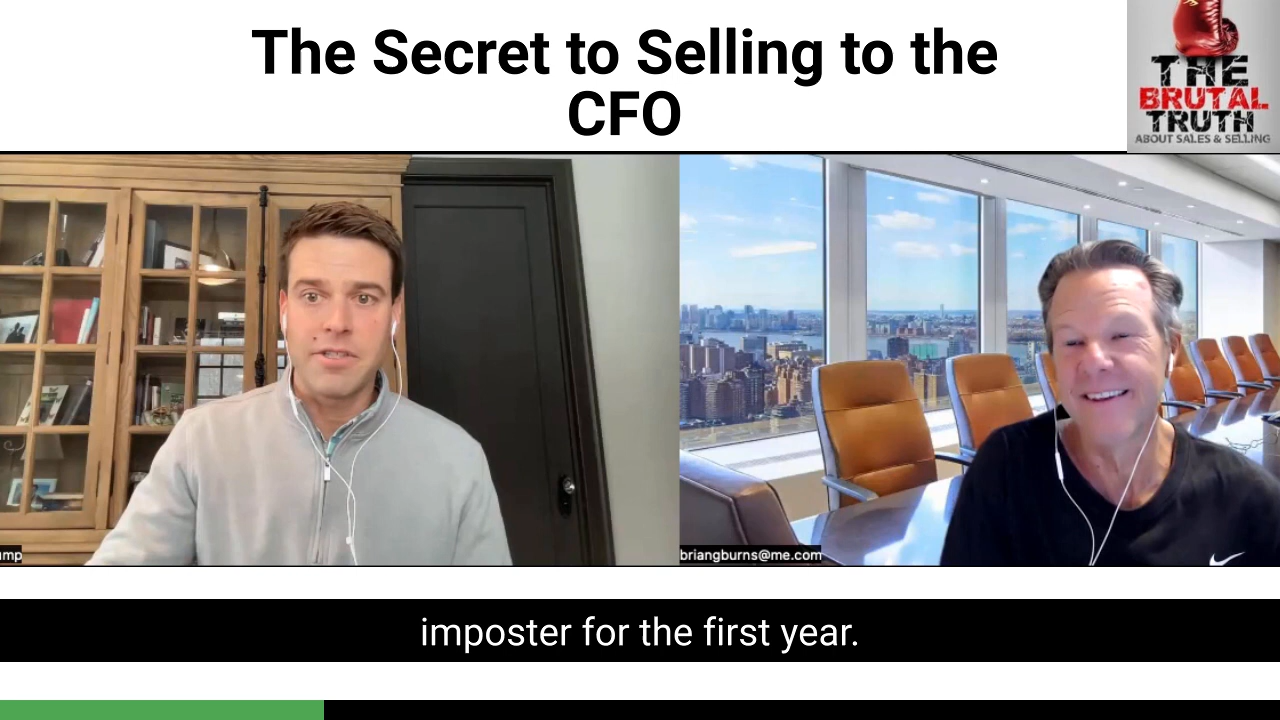 The Secret to Selling to the
CFO
THE
BRUTAL
TRUTH
ABOUT SALES & SELLING
ump
briangburns@me.com
imposter for the first year.